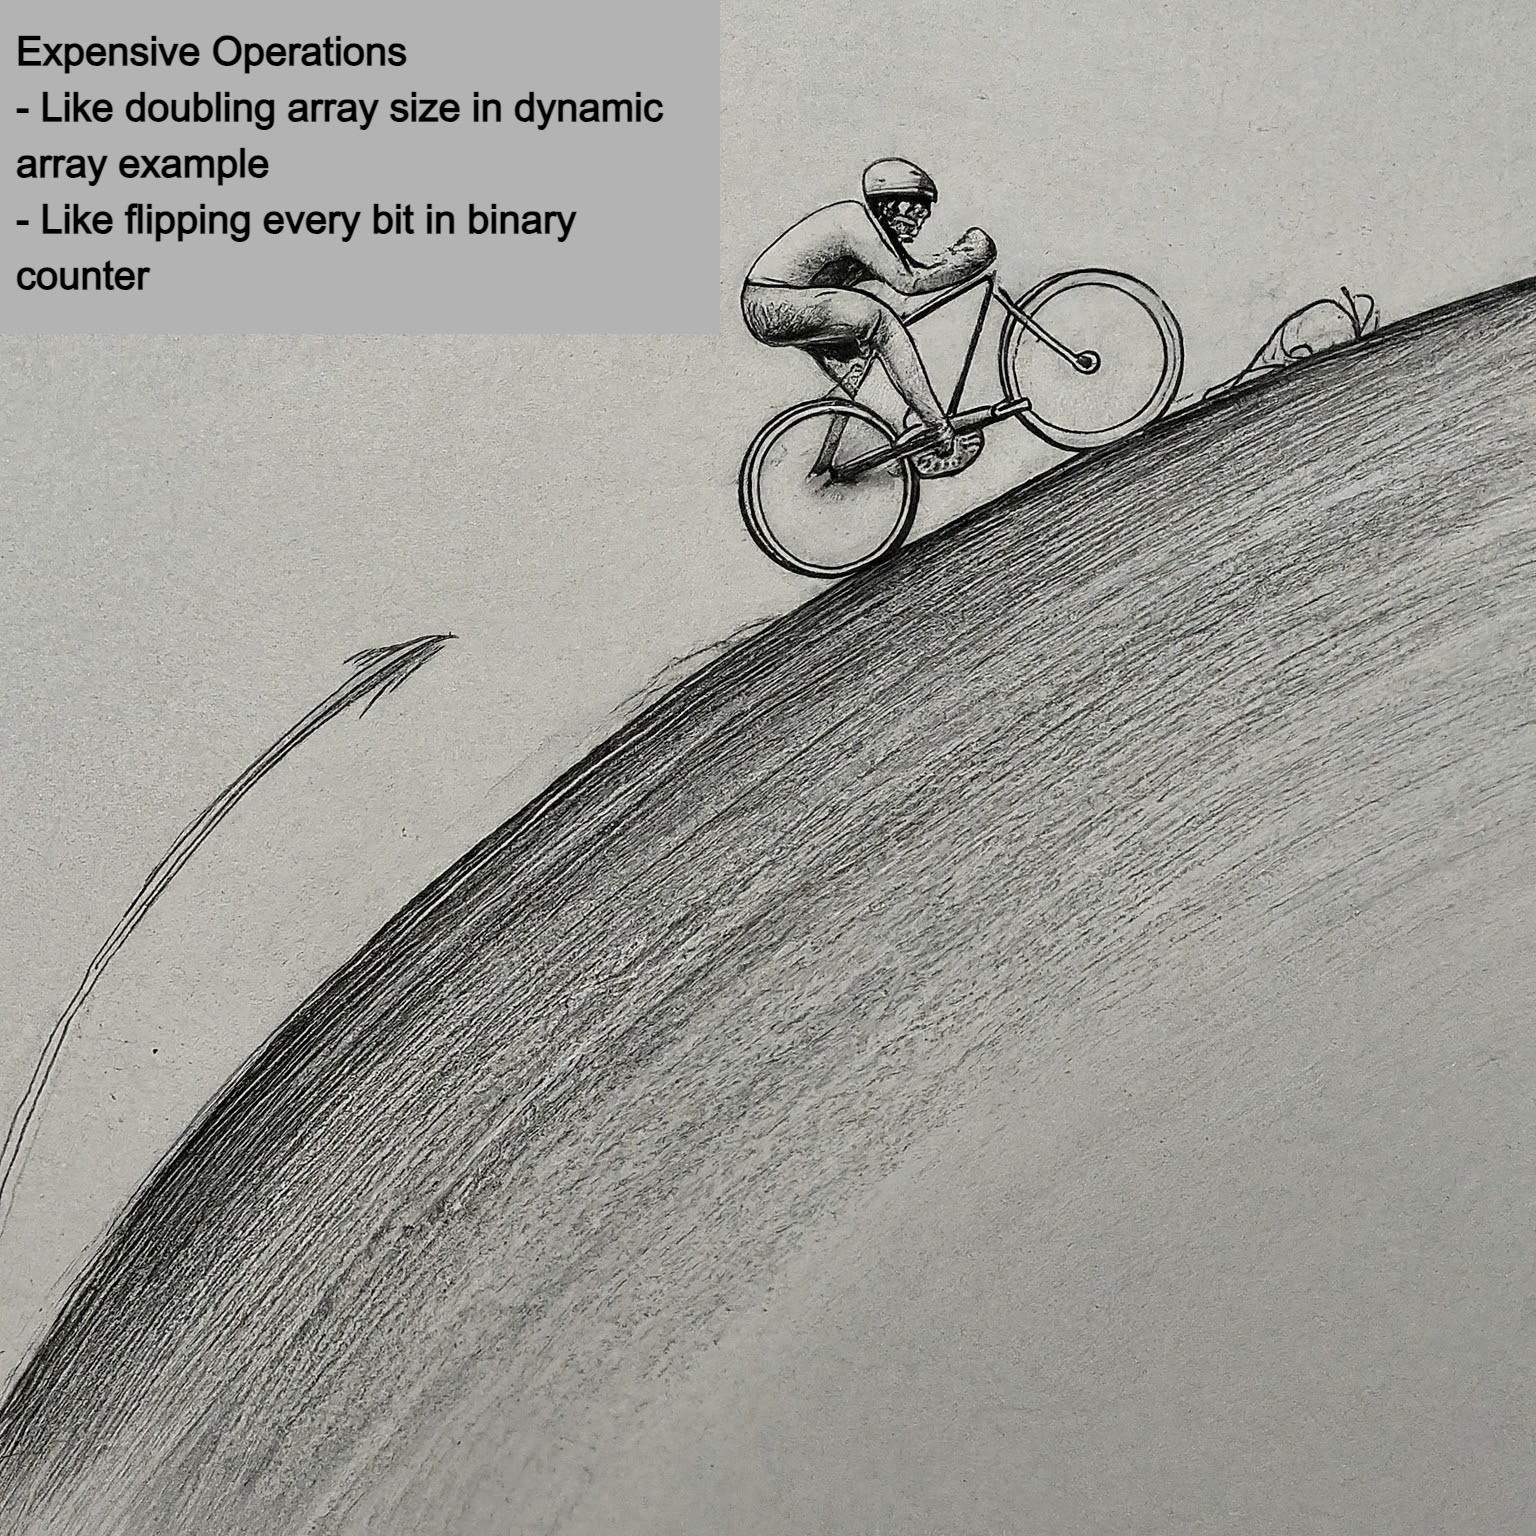 Expensive Operations
- Like doubling array size in dynamic
array example
- Like flipping every bit in binary
counter